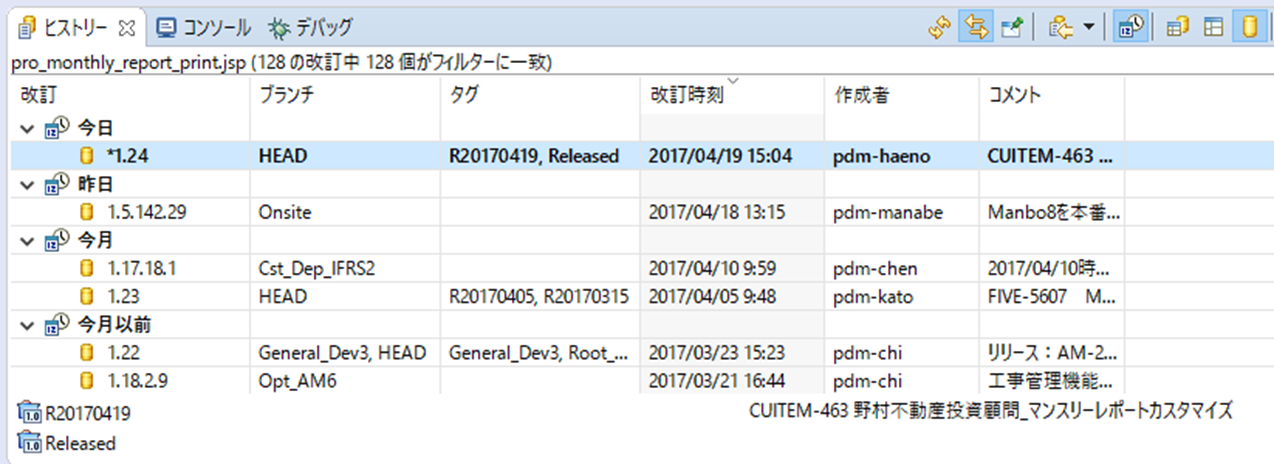 ヒストリー コンソール デバッグ
pro_monthly_report_print.jsp (128 の改訂中 128 個がフィルターに一致)
改訂 ブランチ タグ 改訂時刻 作成者 コメント
今日
*1.24 HEAD R20170419, Released 2017/04/19 15:04 pdm-haeno CUITEM-463 ...
昨日
1.5.142.29 Onsite 2017/04/18 13:15 pdm-manabe Manbo8を本番...
今月
1.17.18.1 Cst_Dep_IFRS2 2017/04/10 9:59 pdm-chen 2017/04/10時...
1.23 HEAD R20170405, R20170315 2017/04/05 9:48 pdm-kato FIVE-5607 M...
今月以前
1.22 General_Dev3, HEAD General_Dev3, Root_... 2017/03/23 15:23 pdm-chi リリース：AM-2...
1.18.2.9 Opt_AM6 2017/03/21 16:44 pdm-chi 工事管理機能...
R20170419 CUITEM-463 野村不動産投資顧問_マンスリーレポートカスタマイズ
Released